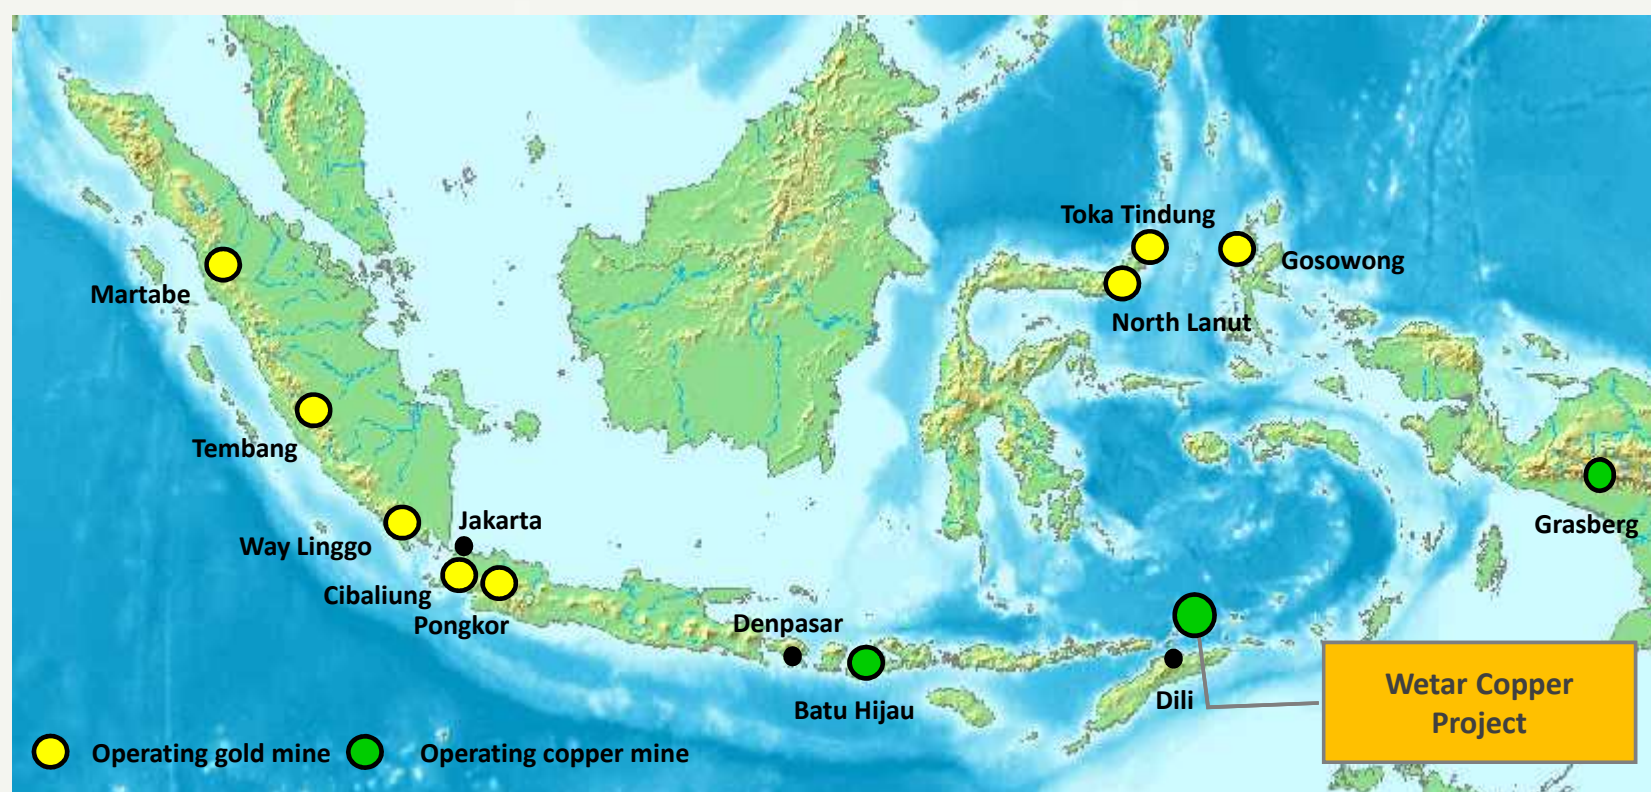 Toka Tindung
Gosowong
Martabe
North Lanut
Tembang
Grasberg
Jakarta
Way Linggo
Cibaliung
Pongkor
Denpasar
Wetar Copper
Project
Dili
Batu Hijau
Operating gold mine
Operating copper mine